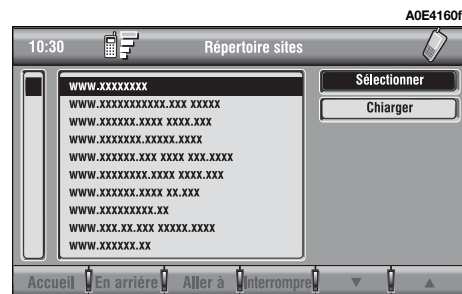 A0E4160f
10:30 Répertoire sites
Sélectionner
Chiarger
www.xxxxxxxx
www.xxxxxxxxxxx.xxx xxxxx
www.xxxxxx.xxxx xxxx.xxx
www.xxxxxxx.xxxxx.xxxx
www.xxxxxx.xxx xxxx xxx.xxxx
www.xxxxxxxx.xxxx xxxx.xxx
www.xxxxxx.xxxx xx.xxx
www.xxxxxxxxx.xx
www.xxx.xx.xxx xxxxx.xxxx
www.xxxxxx.xx
Accueil En arriére Aller à Interrompre